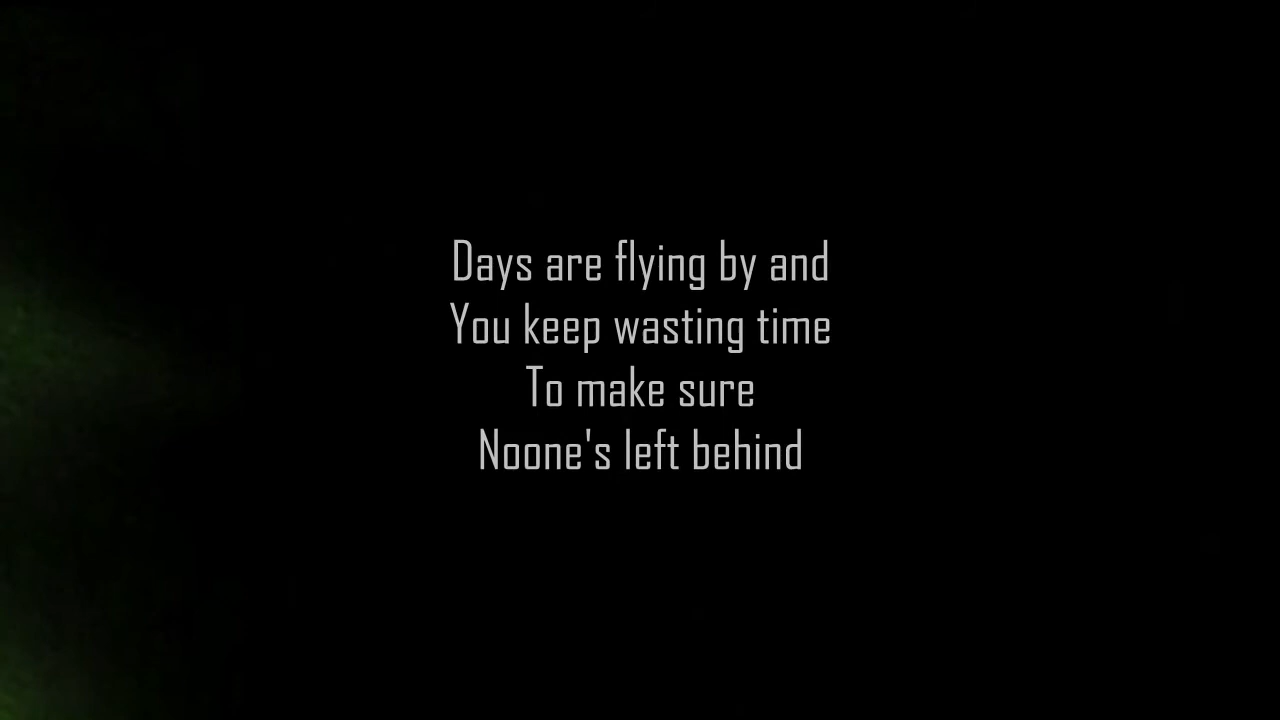 Days are flying by and
You keep wasting time
To make sure
Noone's left behind